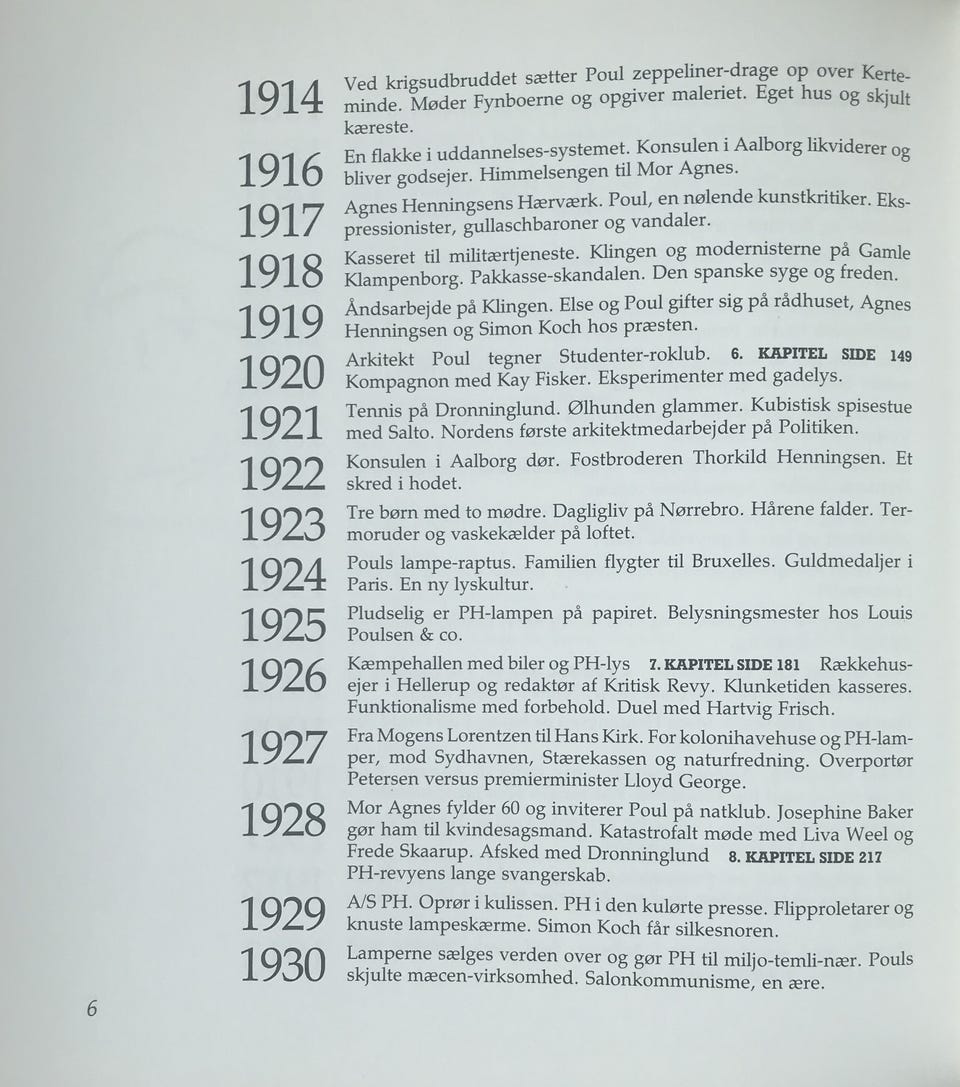 1914 Ved krigsudbruddet sætter Poul zeppeliner-drage op over Kerte-
minde. Møder Fynboerne og opgiver maleriet. Eget hus og skjult
kæreste.
1916 En flakke i uddannelses-systemet. Konsulen i Aalborg likviderer og
bliver godsejer. Himmelsengen til Mor Agnes.
1917 Agnes Henningsens Hærværk. Poul, en nølende kunstkritiker. Eks-
pressionister, gullaschbaroner og vandaler.
1918 Kasseret til militærtjeneste. Klingen og modernisterne på Gamle
Klampenborg. Pakkasse-skandalen. Den spanske syge og freden.
1919 Åndsarbejde på Klingen. Else og Poul gifter sig på rådhuset, Agnes
Henningsen og Simon Koch hos præsten.
1920 Arkitekt Poul tegner Studenter-roklub. 6. KAPITEL SIDE 149
Kompagnon med Kay Fisker. Eksperimenter med gadelys.
1921 Tennis på Dronninglund. Ølhunden glammer. Kubistisk spisestue
med Salto. Nordens første arkitektmedarbejder på Politiken.
1922 Konsulen i Aalborg dør. Fostbroderen Thorkild Henningsen. Et
skred i hodet.
1923 Tre børn med to mødre. Dagligliv på Nørrebro. Hårene falder. Ter-
moruder og vaskekælder på loftet.
1924 Pouls lampe-raptus. Familien flygter til Bruxelles. Guldmedaljer i
Paris. En ny lyskultur.
1925 Pludselig er PH-lampen på papiret. Belysningsmester hos Louis
Poulsen & co.
1926 Kæmpehallen med biler og PH-lys 7. KAPITEL SIDE 181 Rækkehus-
ejer i Hellerup og redaktør af Kritisk Revy. Klunketiden kasseres.
Funktionalisme med forbehold. Duel med Hartvig Frisch.
1927 Fra Mogens Lorentzen til Hans Kirk. For kolonihavehuse og PH-lam-
per, mod Sydhavnen, Stærekassen og naturfredning. Overportør
Petersen versus premierminister Lloyd George.
1928 Mor Agnes fylder 60 og inviterer Poul på natklub. Josephine Baker
gør ham til kvindesagsmand. Katastrofalt møde med Liva Weel og
Frede Skaarup. Afsked med Dronninglund 8. KAPITEL SIDE 217
PH-revyens lange svangerskab.
1929 A/S PH. Oprør i kulissen. PH i den kulørte presse. Flipproletarer og
knuste lampeskærme. Simon Koch får silkesnoren.
1930 Lamperne sælges verden over og gør PH til miljo-temli-nær. Pouls
skjulte mæcen-virksomhed. Salonkommunisme, en ære.
6